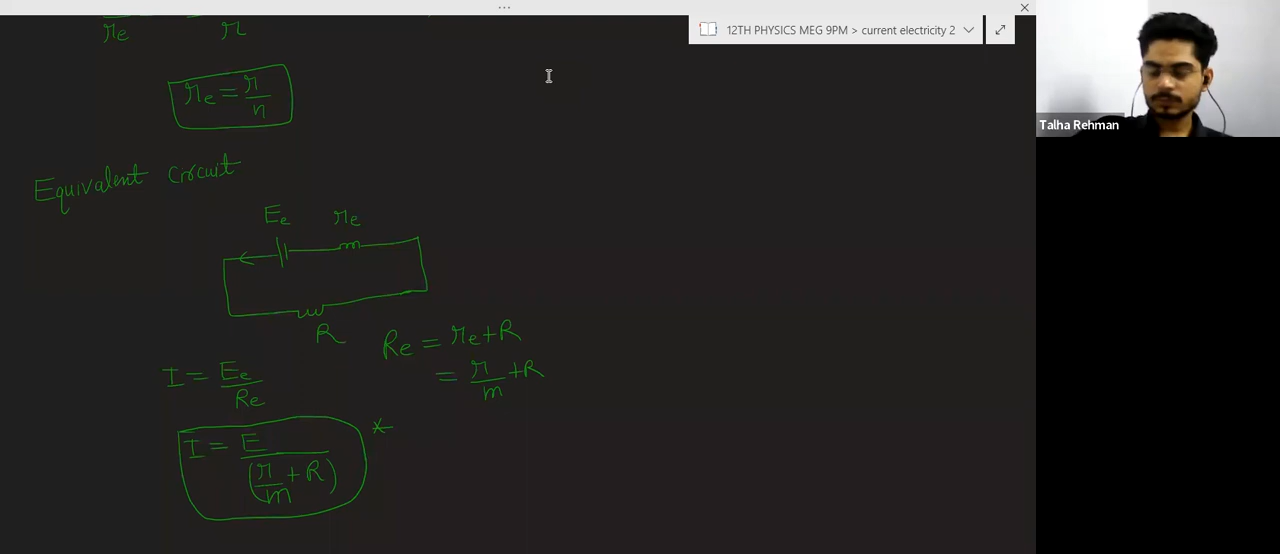 12TH PHYSICS MEG 9PM > current electricity 2
Talha Rehman
re = r/n
Equivalent Circuit
Ee re
R
Re = re + R
= r/m + R
I = Ee/Re
I = E/(r/m + R) *